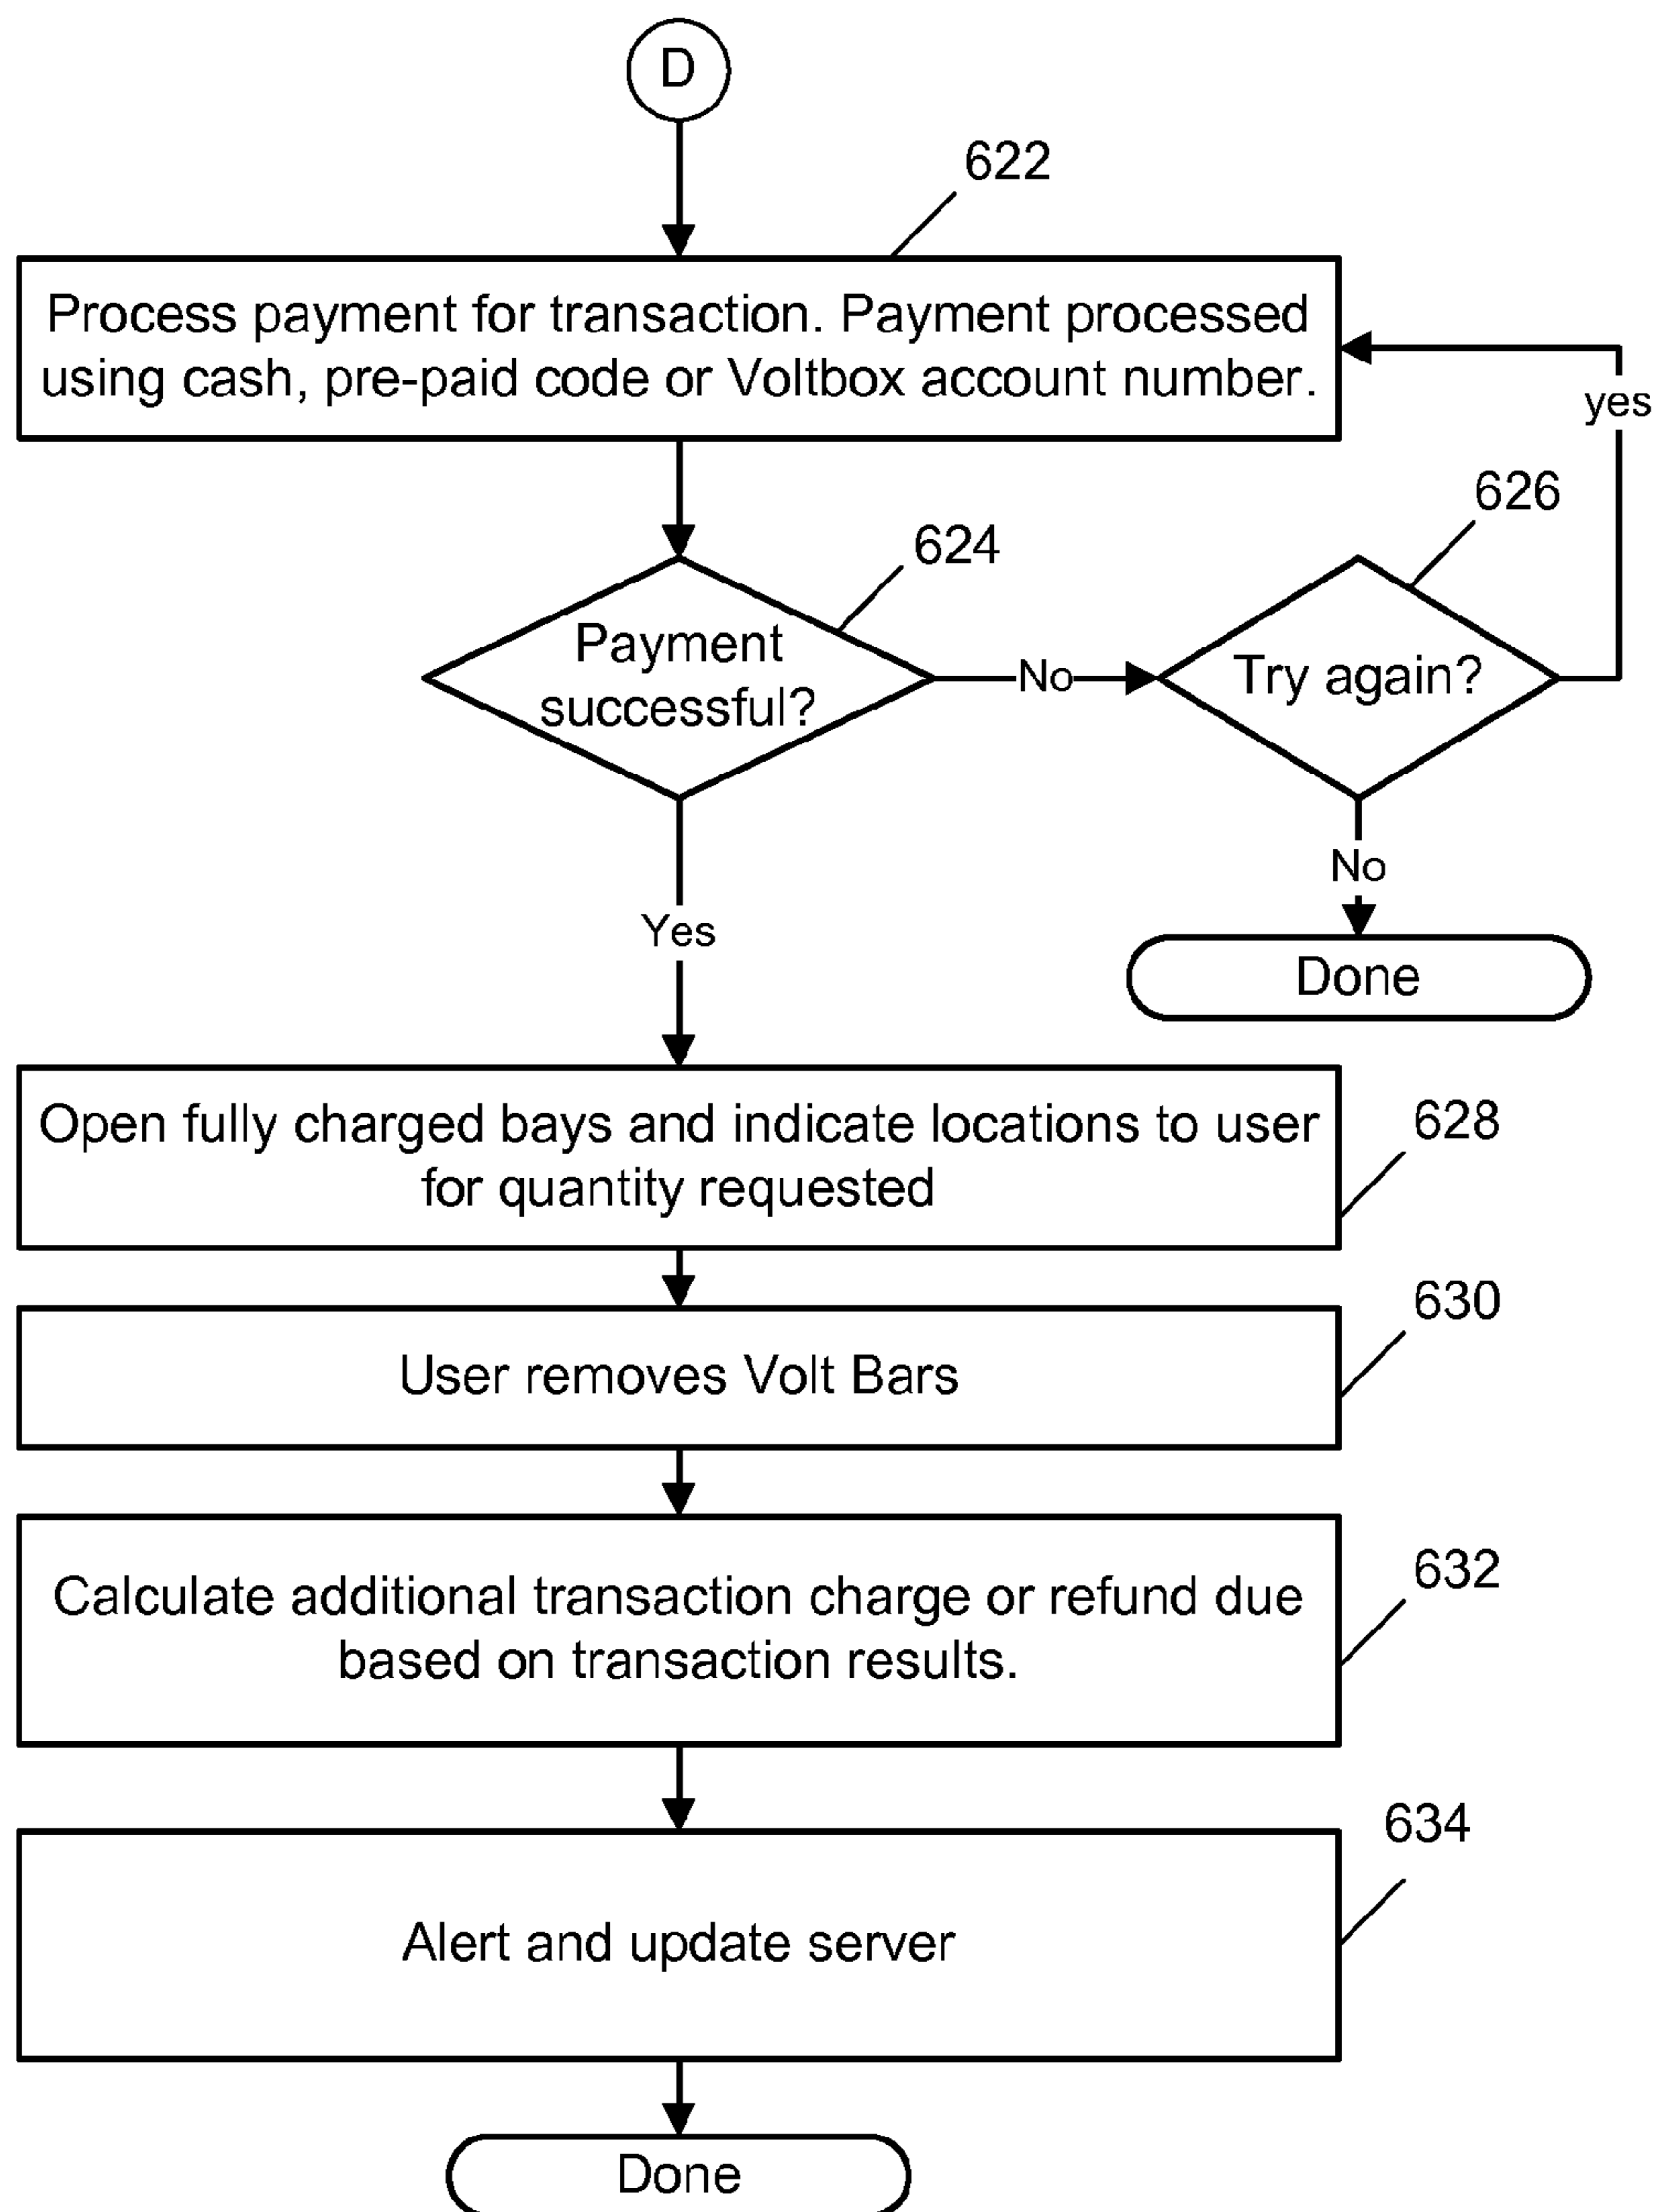 D
622
Process payment for transaction. Payment processed
using cash, pre-paid code or Voltbox account number.
yes
626
624
Payment
successful?
No
Try again?
No
Yes
Done
Open fully charged bays and indicate locations to user
for quantity requested
628
630
User removes Volt Bars
632
Calculate additional transaction charge or refund due
based on transaction results.
634
Alert and update server
Done